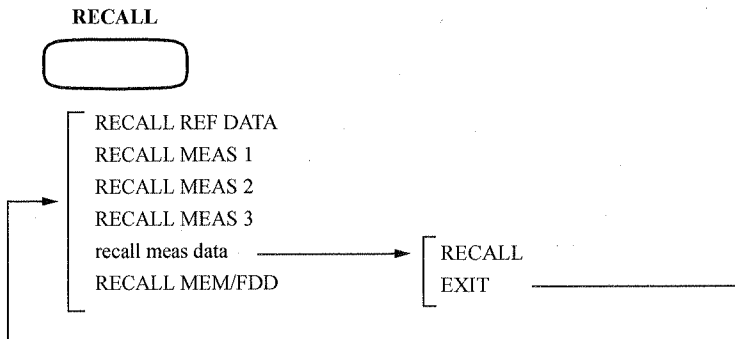 RECALL
RECALL REF DATA
RECALL MEAS 1
RECALL MEAS 2
RECALL MEAS 3
recall meas data
RECALL MEM/FDD
RECALL
EXIT